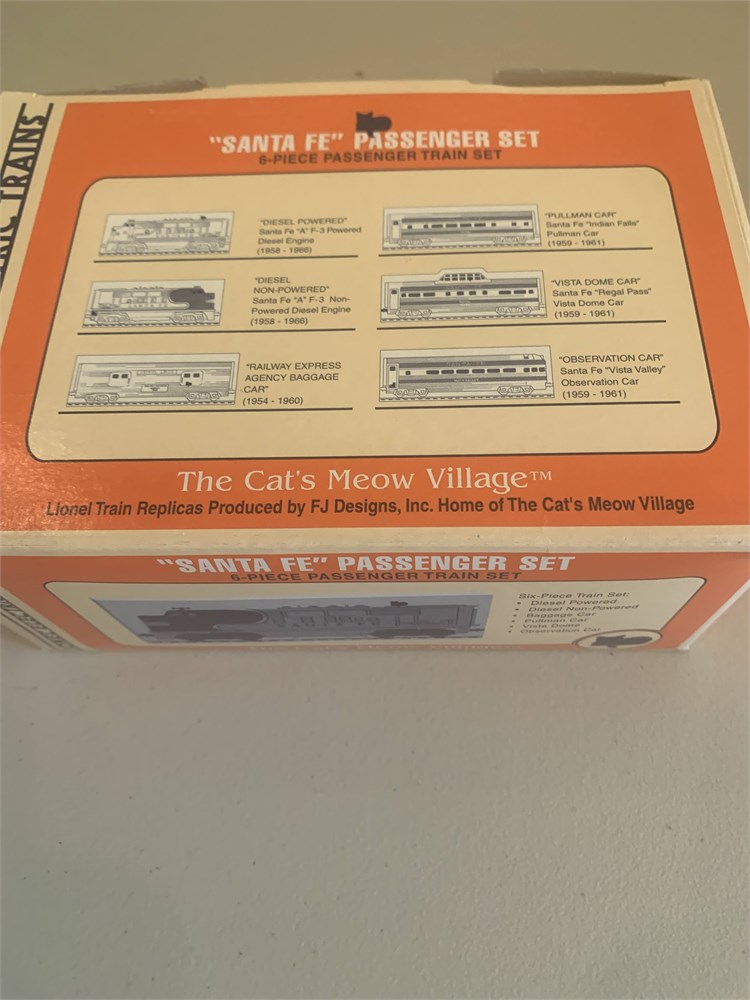 RIC TRAINS
"SANTA FE" PASSENGER SET
6-PIECE PASSENGER TRAIN SET
"DIESEL POWERED"
Santa Fe "A" F-3 Powered
Diesel Engine
(1958 - 1966)
"DIESEL
NON-POWERED"
Santa Fe "A" F-3 Non-
Powered Diesel Engine
(1958 - 1966)
"RAILWAY EXPRESS
AGENCY BAGGAGE
CAR"
(1954 - 1960)
"PULLMAN CAR"
Santa Fe "Indian Falls"
Pullman Car
(1959 - 1961)
"VISTA DOME CAR"
Santa Fe "Regal Pass"
Vista Dome Car
(1959 - 1961)
"OBSERVATION CAR"
Santa Fe "Vista Valley"
Observation Car
(1959 - 1961)
The Cat's Meow Village™
Lionel Train Replicas Produced by FJ Designs, Inc. Home of The Cat's Meow Village
"SANTA FE" PASSENGER SET
6-PIECE PASSENGER TRAIN SET
Six-Piece Train Set:
• Diesel Powered
• Diesel Non-Powered
• Baggage Car
• Pullman Car
• Vista Dome
• Observation Car